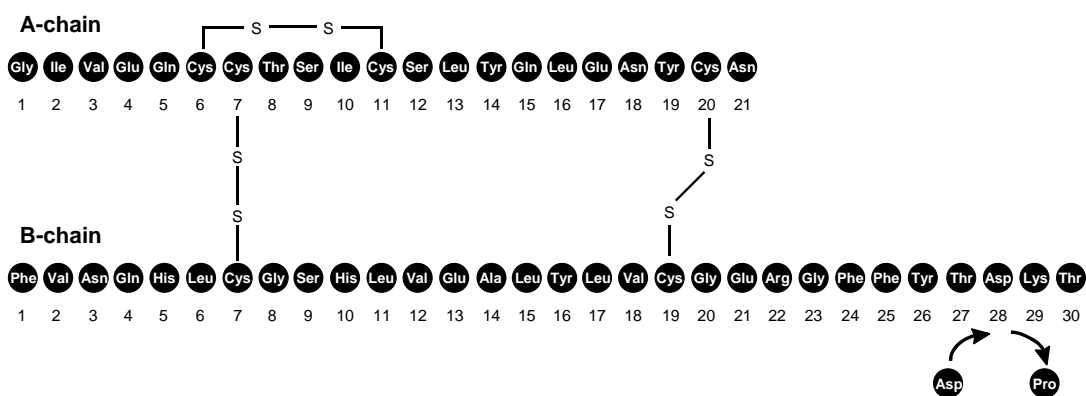 A-chain
S S
Gly Ile Val Glu Gln Cys Cys Thr Ser Ile Cys Ser Leu Tyr Gln Leu Glu Asn Tyr Cys Asn
1 2 3 4 5 6 7 8 9 10 11 12 13 14 15 16 17 18 19 20 21
S S
S S
B-chain
Phe Val Asn Gln His Leu Cys Gly Ser His Leu Val Glu Ala Leu Tyr Leu Val Cys Gly Glu Arg Gly Phe Phe Tyr Thr Asp Lys Thr
1 2 3 4 5 6 7 8 9 10 11 12 13 14 15 16 17 18 19 20 21 22 23 24 25 26 27 28 29 30
Asp Pro